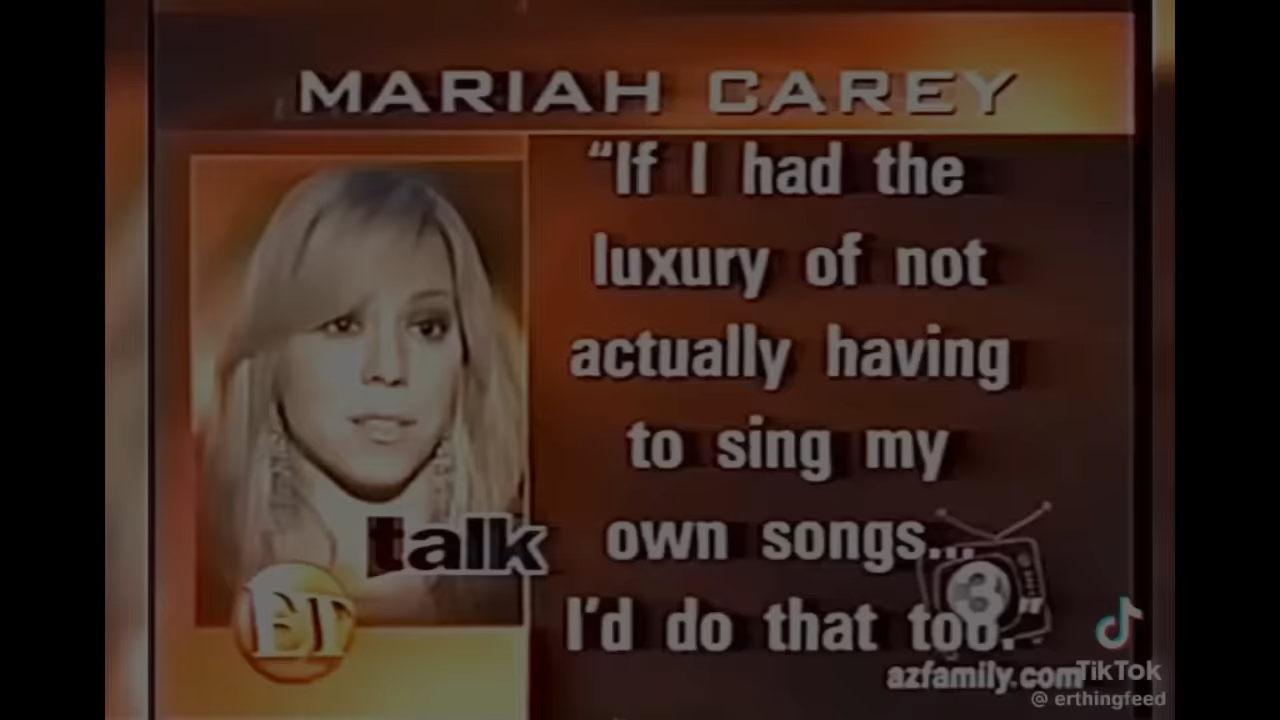 MARIAH CAREY
“If I had the
luxury of not
actually having
to sing my
own songs...
I'd do that too.”
talk
ET
3
azfamily.com
TikTok
@ erthingfeed